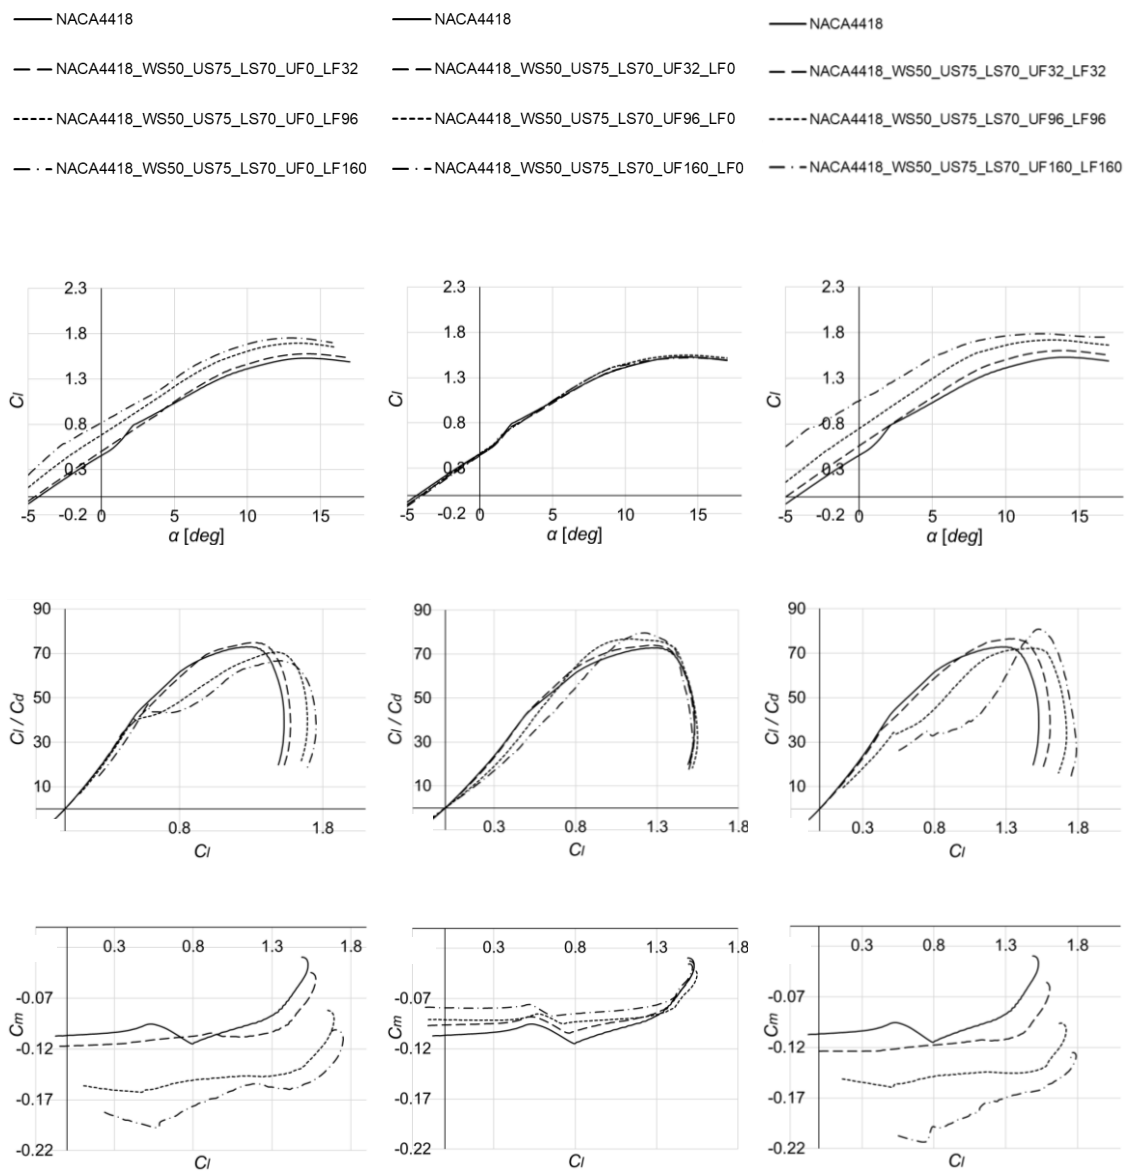 NACA4418
NACA4418_WS50_US75_LS70_UF0_LF32
NACA4418_WS50_US75_LS70_UF0_LF96
NACA4418_WS50_US75_LS70_UF0_LF160
NACA4418
NACA4418_WS50_US75_LS70_UF32_LF0
NACA4418_WS50_US75_LS70_UF96_LF0
NACA4418_WS50_US75_LS70_UF160_LF0
NACA4418
NACA4418_WS50_US75_LS70_UF32_LF32
NACA4418_WS50_US75_LS70_UF96_LF96
NACA4418_WS50_US75_LS70_UF160_LF160
2.3
1.8
1.3
0.8
0.3
-0.2
-5 0 5 10 15
Cl
α [deg]
2.3
1.8
1.3
0.8
0.3
-0.2
-5 0 5 10 15
Cl
α [deg]
2.3
1.8
1.3
0.8
0.3
-0.2
-5 0 5 10 15
Cl
α [deg]
90
70
50
30
10
0.8 1.8
Cl / Cd
Cl
90
70
50
30
10
0.3 0.8 1.3 1.8
Cl / Cd
Cl
90
70
50
30
10
0.3 0.8 1.3 1.8
Cl / Cd
Cl
0.3 0.8 1.3 1.8
-0.07
-0.12
-0.17
-0.22
Cm
Cl
0.3 0.8 1.3 1.8
-0.07
-0.12
-0.17
-0.22
Cm
Cl
0.3 0.8 1.3 1.8
-0.07
-0.12
-0.17
-0.22
Cm
Cl